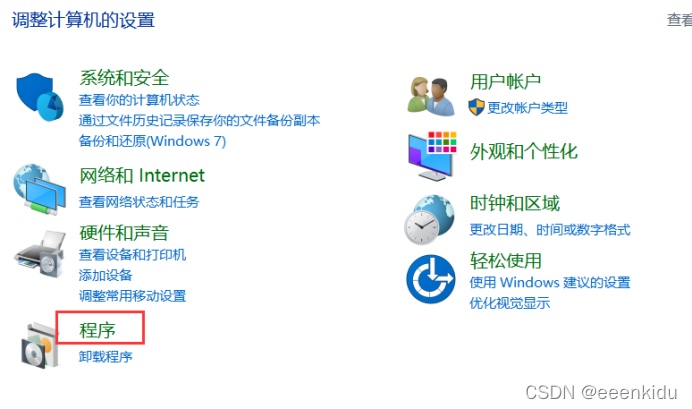 调整计算机的设置
查看
系统和安全
查看你的计算机状态
通过文件历史记录保存你的文件备份副本
备份和还原(Windows 7)
网络和 Internet
查看网络状态和任务
硬件和声音
查看设备和打印机
添加设备
调整常用移动设置
程序
卸载程序
用户帐户
更改帐户类型
外观和个性化
时钟和区域
更改日期、时间或数字格式
轻松使用
使用 Windows 建议的设置
优化视觉显示
CSDN @eeenkidu